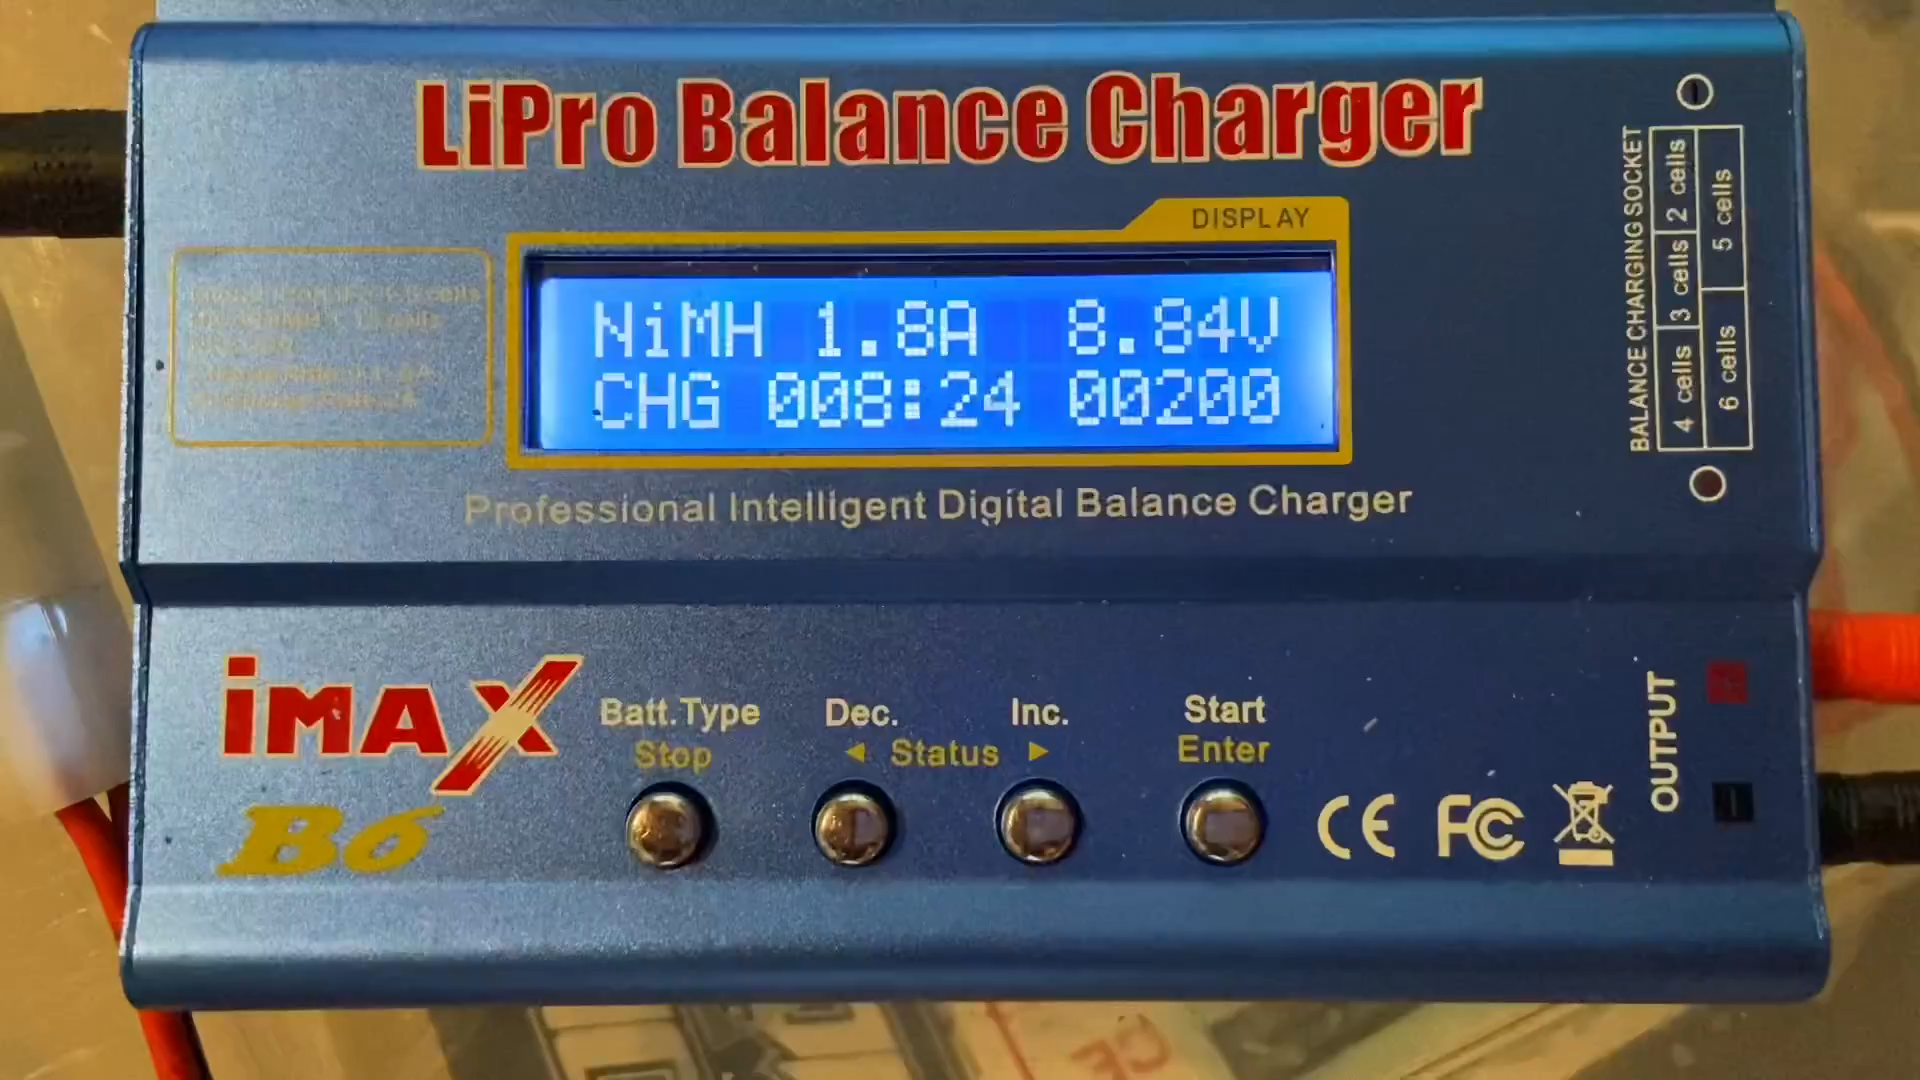 LiPro Balance Charger
DISPLAY
NiMH 1.8A 8.84V
CHG 008:24 00200
Professional Intelligent Digital Balance Charger
BALANCE CHARGING SOCKET
4 cells 3 cells 2 cells
6 cells 5 cells
iMAX
B6
Batt.Type Dec. Inc. Start
Stop ◄ Status ► Enter
CE FC
OUTPUT
+
-